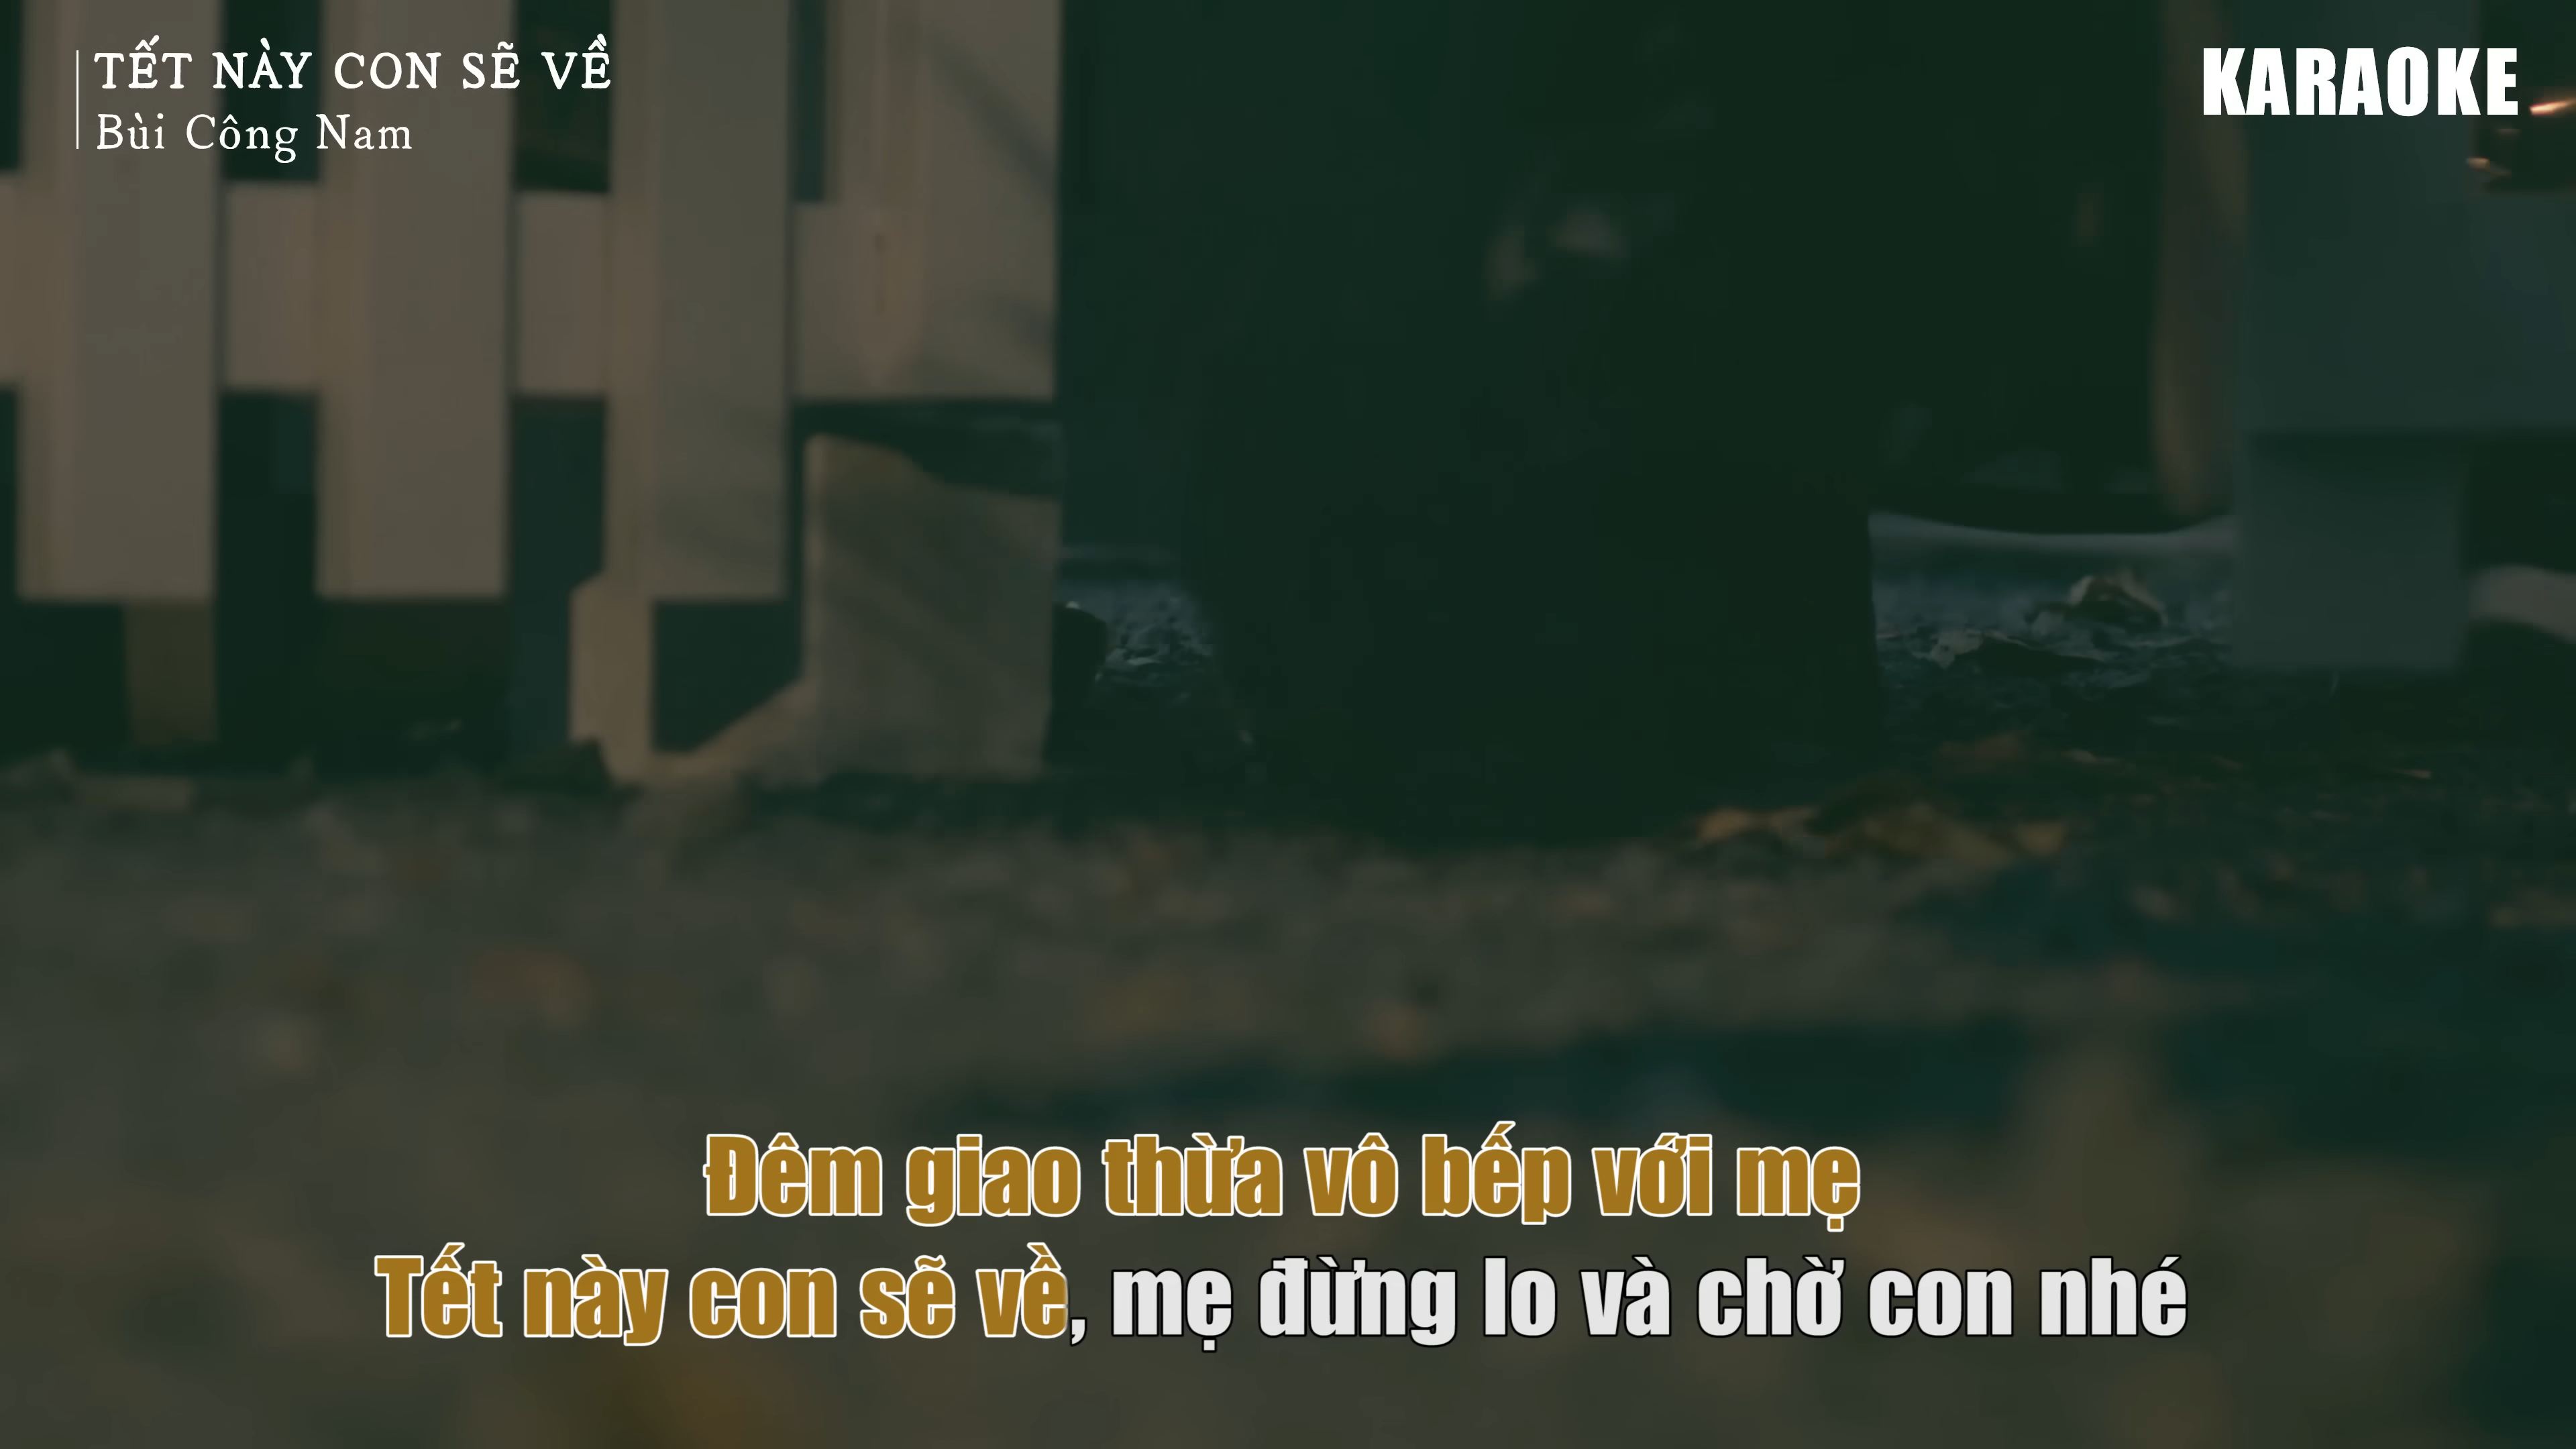 TẾT NÀY CON SẼ VỀ
Bùi Công Nam
KARAOKE
Đêm giao thừa vô bếp với mẹ
Tết này con sẽ về, mẹ đừng lo và chờ con nhé